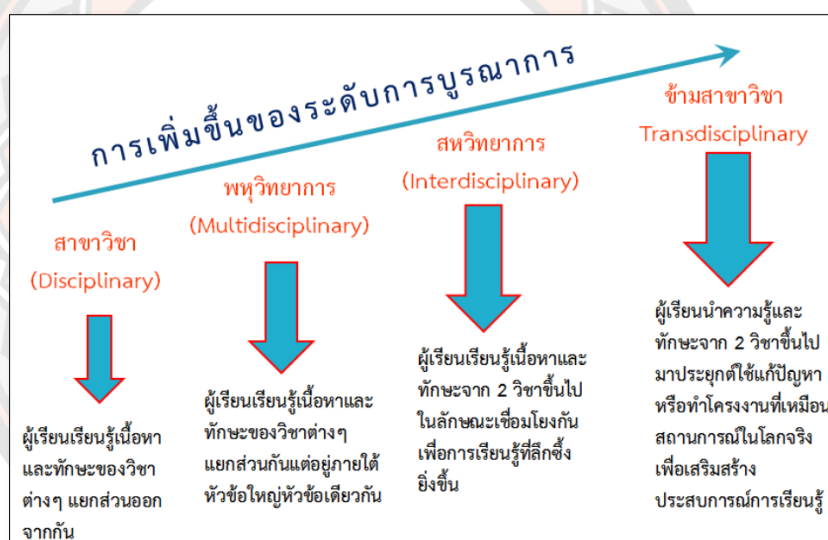 การเพิ่มขึ้นของระดับการบูรณาการ
สาขาวิชา
(Disciplinary)
ผู้เรียนเรียนรู้เนื้อหา
และทักษะของวิชา
ต่างๆ แยกส่วนออก
จากกัน
พหุวิทยาการ
(Multidisciplinary)
ผู้เรียนเรียนรู้เนื้อหาและ
ทักษะของวิชาต่างๆ
แยกส่วนกันแต่อยู่ภายใต้
หัวข้อใหญ่หัวข้อเดียวกัน
สหวิทยาการ
(Interdisciplinary)
ผู้เรียนเรียนรู้เนื้อหาและ
ทักษะจาก 2 วิชาขึ้นไป
ในลักษณะเชื่อมโยงกัน
เพื่อการเรียนรู้ที่ลึกซึ้ง
ยิ่งขึ้น
ข้ามสาขาวิชา
Transdisciplinary
ผู้เรียนนำความรู้และ
ทักษะจาก 2 วิชาขึ้นไป
มาประยุกต์ใช้แก้ปัญหา
หรือทำโครงงานที่เหมือน
สถานการณ์ในโลกจริง
เพื่อเสริมสร้าง
ประสบการณ์การเรียนรู้